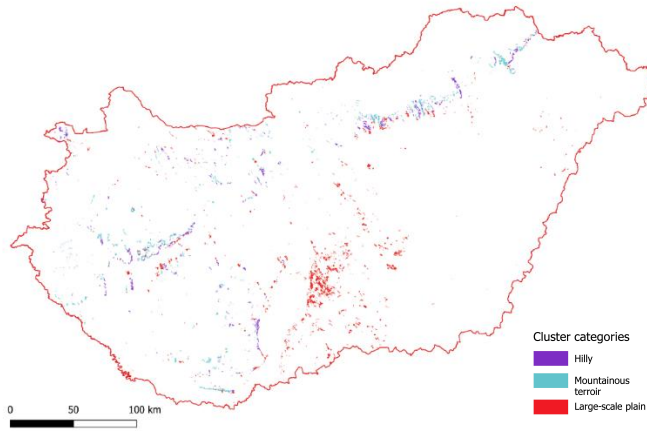 Cluster categories
Hilly
Mountainous
terroir
Large-scale plain
0 50 100 km